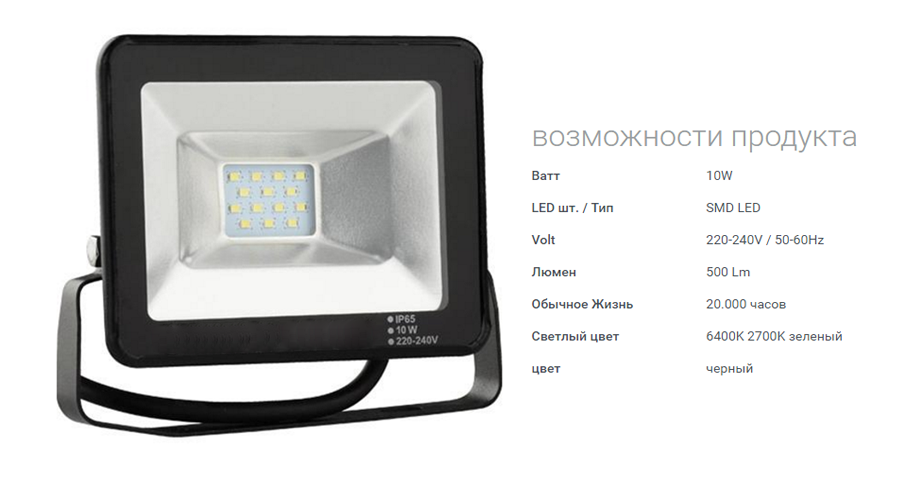 возможности продукта
Ватт 10W
LED шт. / Тип SMD LED
Volt 220-240V / 50-60Hz
Люмен 500 Lm
Обычное Жизнь 20.000 часов
Светлый цвет 6400K 2700K зеленый
цвет черный
IP65
10 W
220-240V